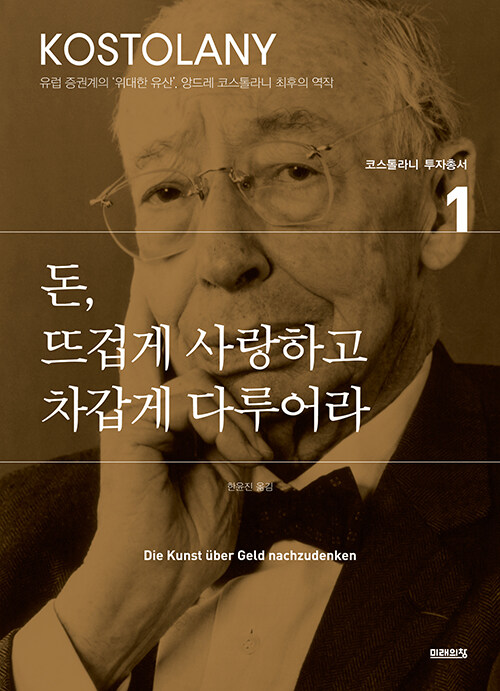 KOSTOLANY
유럽 증권계의 '위대한 유산', 앙드레 코스톨라니 최후의 역작
코스톨라니 투자총서
1
돈,
뜨겁게 사랑하고
차갑게 다루어라
한윤진 옮김
Die Kunst über Geld nachzudenken
미래의창